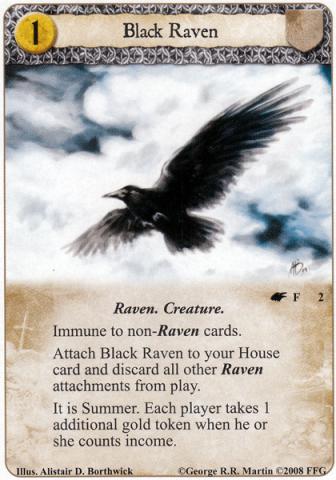 1
Black Raven
F 2
Raven. Creature.
Immune to non-Raven cards.
Attach Black Raven to your House
card and discard all other Raven
attachments from play.
It is Summer. Each player takes 1
additional gold token when he or
she counts income.
Illus. Alistair D. Borthwick ©George R.R. Martin ©2008 FFG